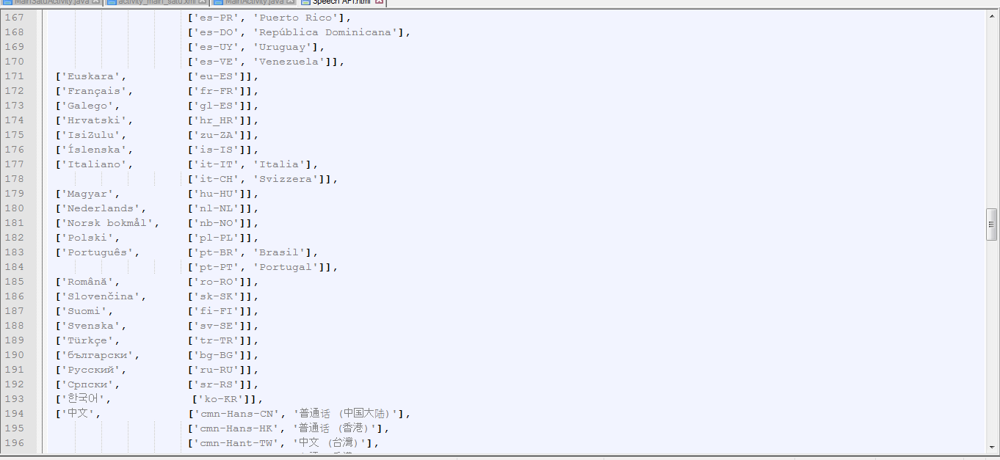 MainSatuActivity.java activity_main_satu.xml MainActivity.java Speech API.html
167 ['es-PR', 'Puerto Rico'],
168 ['es-DO', 'República Dominicana'],
169 ['es-UY', 'Uruguay'],
170 ['es-VE', 'Venezuela']],
171 ['Euskara', ['eu-ES']],
172 ['Français', ['fr-FR']],
173 ['Galego', ['gl-ES']],
174 ['Hrvatski', ['hr_HR']],
175 ['IsiZulu', ['zu-ZA']],
176 ['Íslenska', ['is-IS']],
177 ['Italiano', ['it-IT', 'Italia'],
178 ['it-CH', 'Svizzera']],
179 ['Magyar', ['hu-HU']],
180 ['Nederlands', ['nl-NL']],
181 ['Norsk bokmål', ['nb-NO']],
182 ['Polski', ['pl-PL']],
183 ['Português', ['pt-BR', 'Brasil'],
184 ['pt-PT', 'Portugal']],
185 ['Română', ['ro-RO']],
186 ['Slovenčina', ['sk-SK']],
187 ['Suomi', ['fi-FI']],
188 ['Svenska', ['sv-SE']],
189 ['Türkçe', ['tr-TR']],
190 ['български', ['bg-BG']],
191 ['Pусский', ['ru-RU']],
192 ['Српски', ['sr-RS']],
193 ['한국어', ['ko-KR']],
194 ['中文', ['cmn-Hans-CN', '普通话 (中国大陆)'],
195 ['cmn-Hans-HK', '普通话 (香港)'],
196 ['cmn-Hant-TW', '中文 (台灣)'],